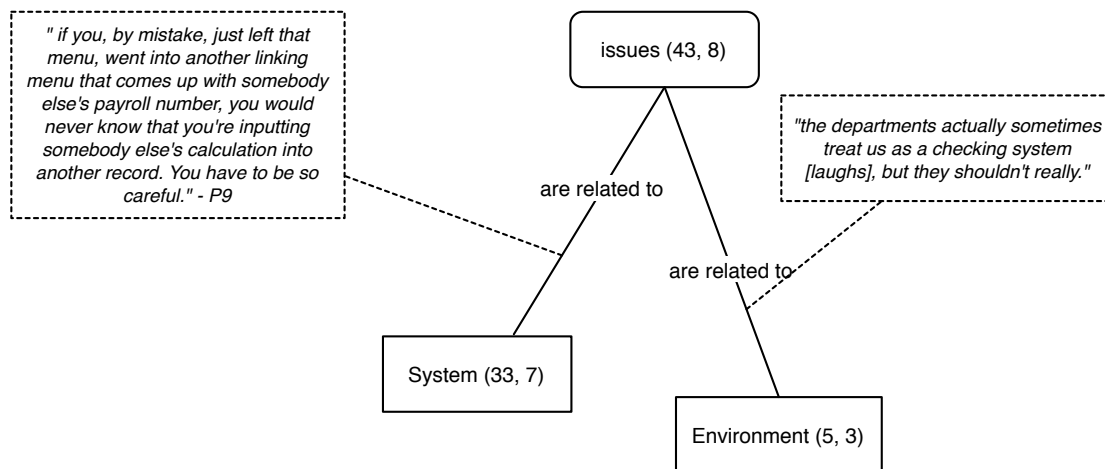 " if you, by mistake, just left that
menu, went into another linking
menu that comes up with somebody
else's payroll number, you would
never know that you're inputting
somebody else's calculation into
another record. You have to be so
careful." - P9
issues (43, 8)
"the departments actually sometimes
treat us as a checking system
[laughs], but they shouldn't really."
are related to
are related to
System (33, 7)
Environment (5, 3)